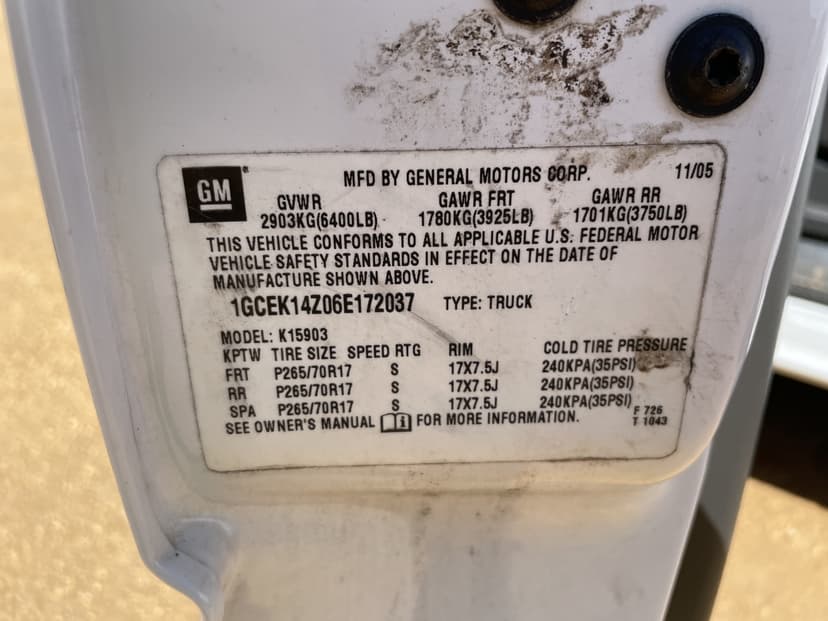 GM
MFD BY GENERAL MOTORS CORP. 11/05
GVWR GAWR FRT GAWR RR
2903KG(6400LB) 1780KG(3925LB) 1701KG(3750LB)
THIS VEHICLE CONFORMS TO ALL APPLICABLE U.S. FEDERAL MOTOR
VEHICLE SAFETY STANDARDS IN EFFECT ON THE DATE OF
MANUFACTURE SHOWN ABOVE.
1GCEK14Z06E172037 TYPE: TRUCK
MODEL: K15903
KPTW TIRE SIZE SPEED RTG RIM COLD TIRE PRESSURE
FRT P265/70R17 S 17X7.5J 240KPA(35PSI)
RR P265/70R17 S 17X7.5J 240KPA(35PSI)
SPA P265/70R17 S 17X7.5J 240KPA(35PSI)
SEE OWNER'S MANUAL FOR MORE INFORMATION.
F 726
T 1043